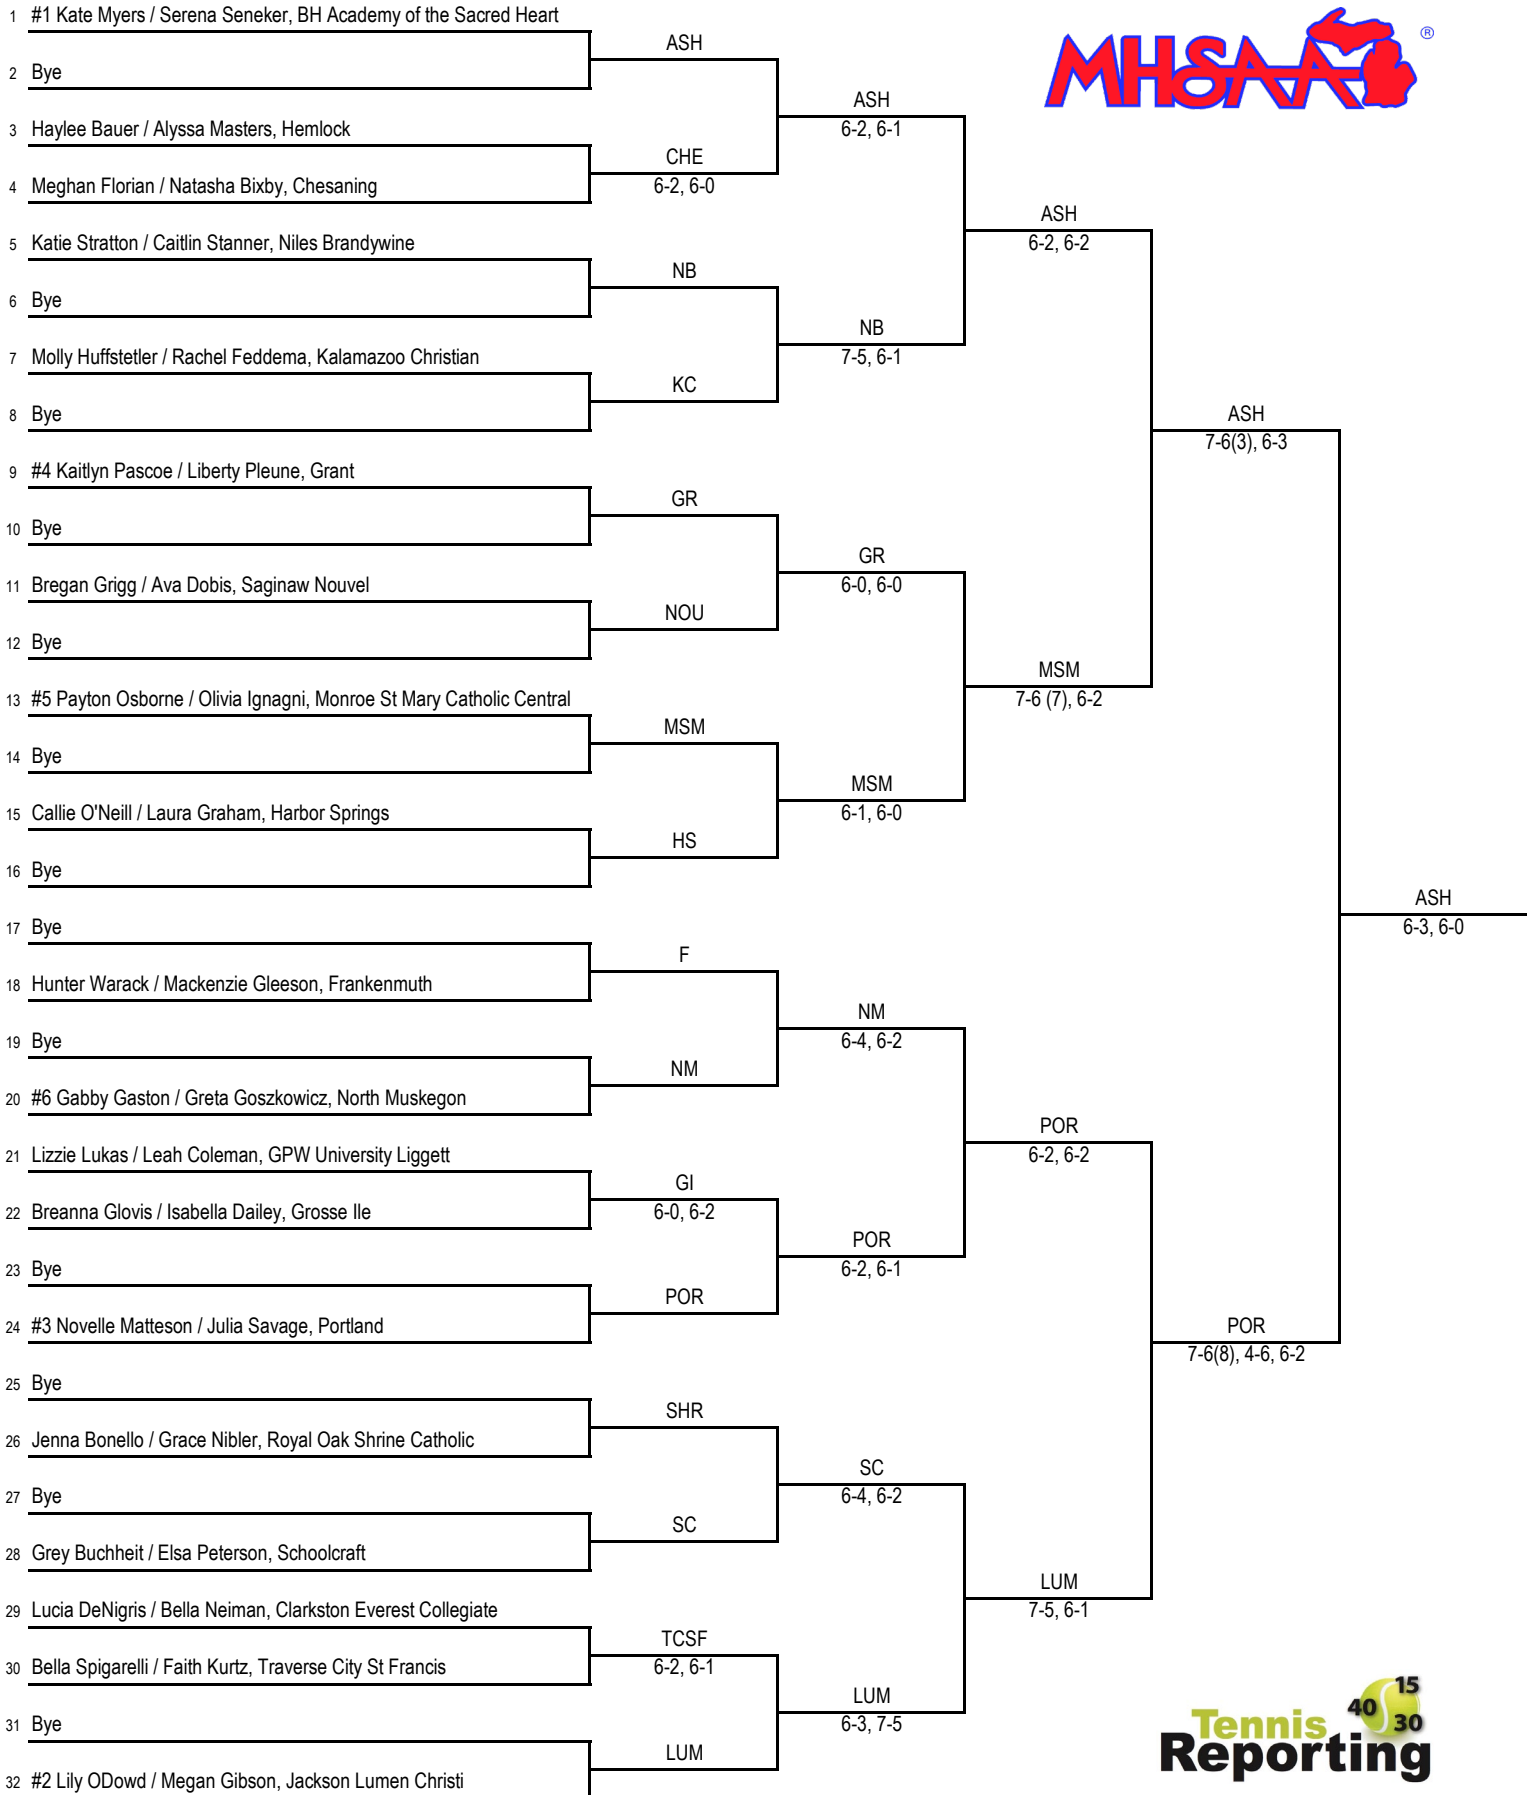 1 #1 Kate Myers / Serena Seneker, BH Academy of the Sacred Heart
2 Bye
3 Haylee Bauer / Alyssa Masters, Hemlock
4 Meghan Florian / Natasha Bixby, Chesaning
5 Katie Stratton / Caitlin Stanner, Niles Brandywine
6 Bye
7 Molly Huffstetler / Rachel Feddema, Kalamazoo Christian
8 Bye
9 #4 Kaitlyn Pascoe / Liberty Pleune, Grant
10 Bye
11 Bregan Grigg / Ava Dobis, Saginaw Nouvel
12 Bye
13 #5 Payton Osborne / Olivia Ignagni, Monroe St Mary Catholic Central
14 Bye
15 Callie O'Neill / Laura Graham, Harbor Springs
16 Bye
17 Bye
18 Hunter Warack / Mackenzie Gleeson, Frankenmuth
19 Bye
20 #6 Gabby Gaston / Greta Goszkowicz, North Muskegon
21 Lizzie Lukas / Leah Coleman, GPW University Liggett
22 Breanna Glovis / Isabella Dailey, Grosse Ile
23 Bye
24 #3 Novelle Matteson / Julia Savage, Portland
25 Bye
26 Jenna Bonello / Grace Nibler, Royal Oak Shrine Catholic
27 Bye
28 Grey Buchheit / Elsa Peterson, Schoolcraft
29 Lucia DeNigris / Bella Neiman, Clarkston Everest Collegiate
30 Bella Spigarelli / Faith Kurtz, Traverse City St Francis
31 Bye
32 #2 Lily ODowd / Megan Gibson, Jackson Lumen Christi
ASH
CHE
6-2, 6-0
NB
KC
GR
NOU
MSM
HS
F
NM
GI
6-0, 6-2
POR
SHR
SC
TCSF
6-2, 6-1
LUM
ASH
6-2, 6-1
NB
7-5, 6-1
GR
6-0, 6-0
MSM
6-1, 6-0
NM
6-4, 6-2
POR
6-2, 6-1
SC
6-4, 6-2
LUM
6-3, 7-5
ASH
6-2, 6-2
MSM
7-6 (7), 6-2
POR
6-2, 6-2
LUM
7-5, 6-1
ASH
7-6(3), 6-3
POR
7-6(8), 4-6, 6-2
ASH
6-3, 6-0
MHSAA ®
15
40
30
Tennis
Reporting